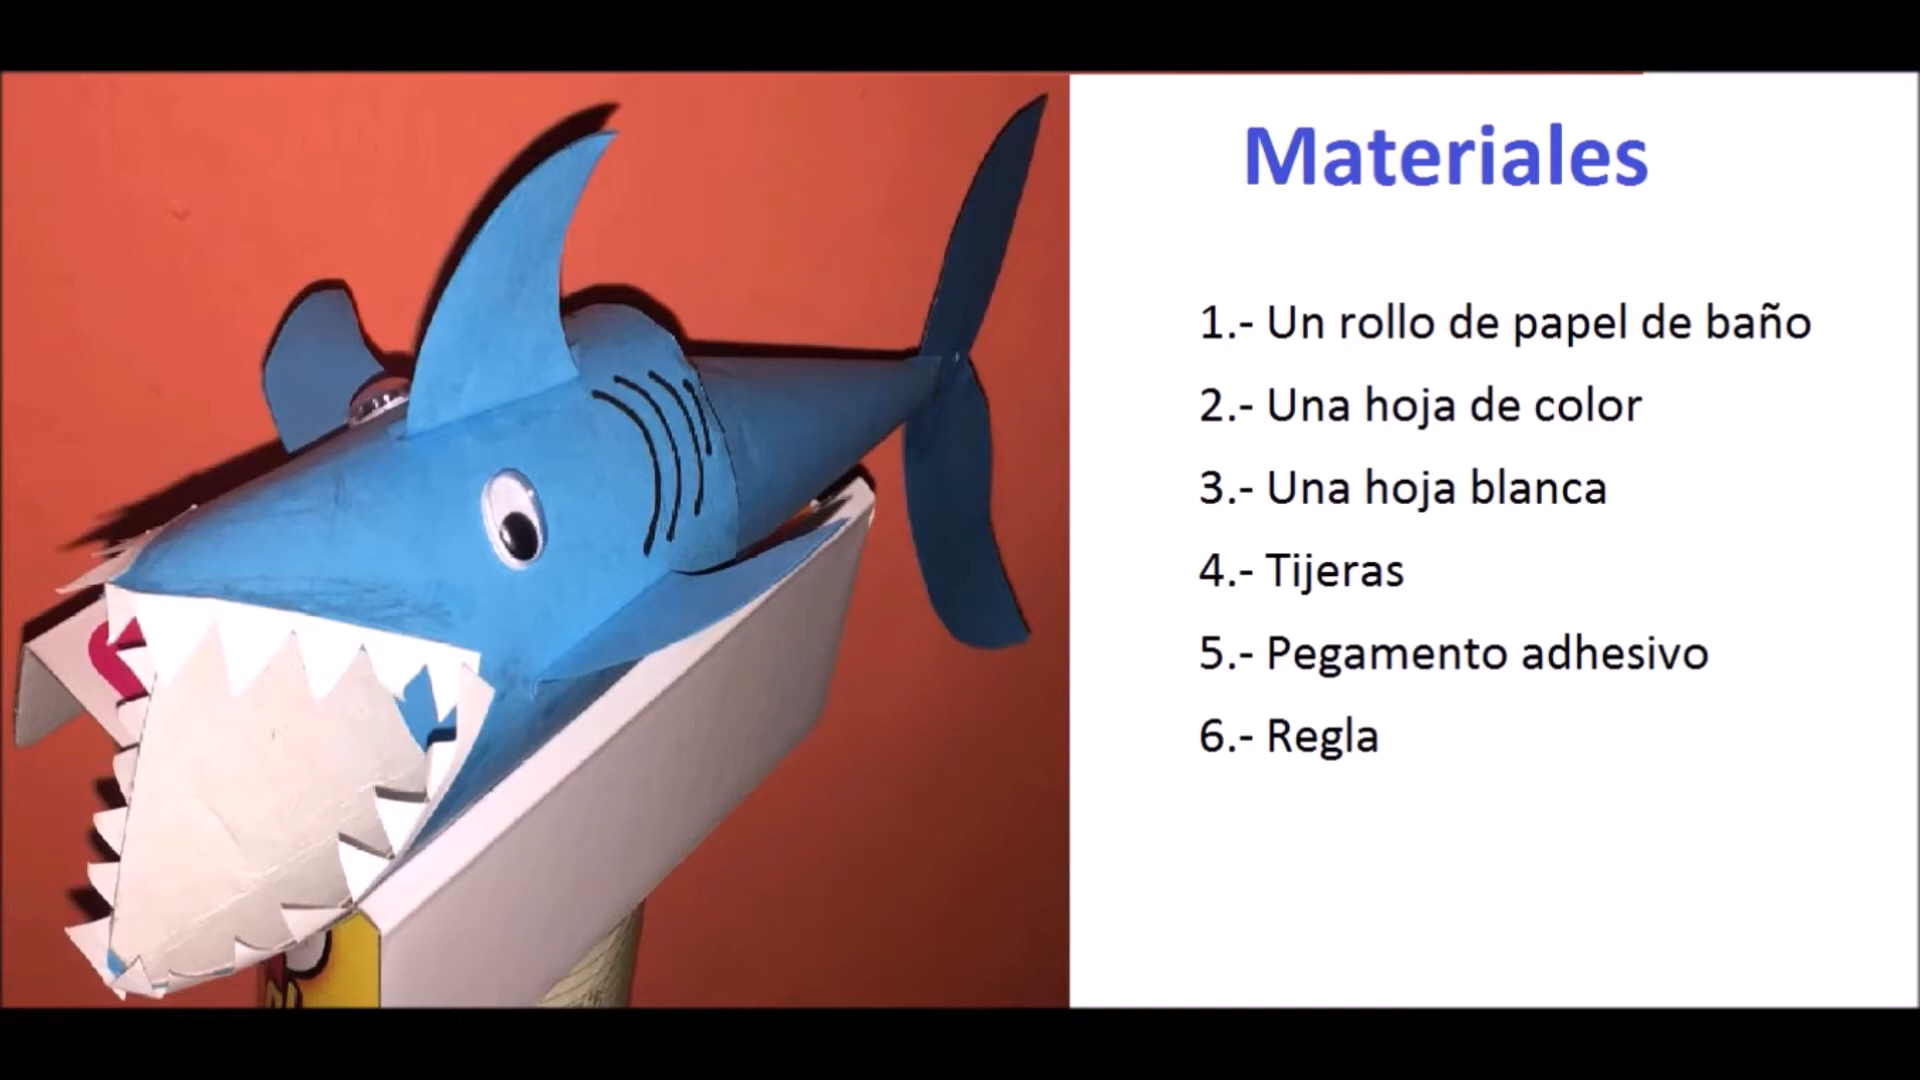 Materiales
1.- Un rollo de papel de baño
2.- Una hoja de color
3.- Una hoja blanca
4.- Tijeras
5.- Pegamento adhesivo
6.- Regla